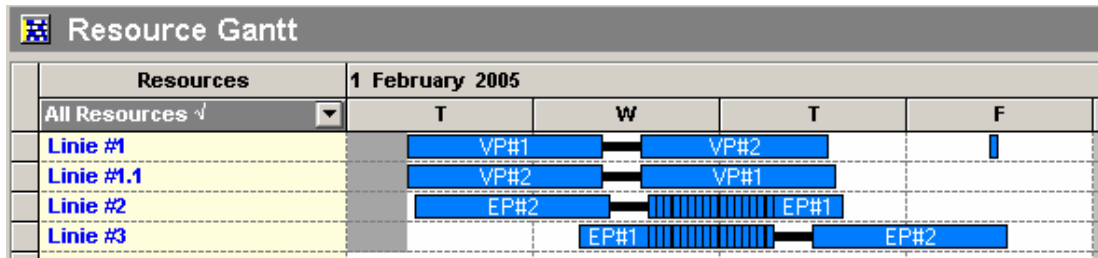 Resource Gantt
Resources 1 February 2005
All Resources √ T W T F
Linie #1 VP#1 VP#2
Linie #1.1 VP#2 VP#1
Linie #2 EP#2 EP#1
Linie #3 EP#1 EP#2